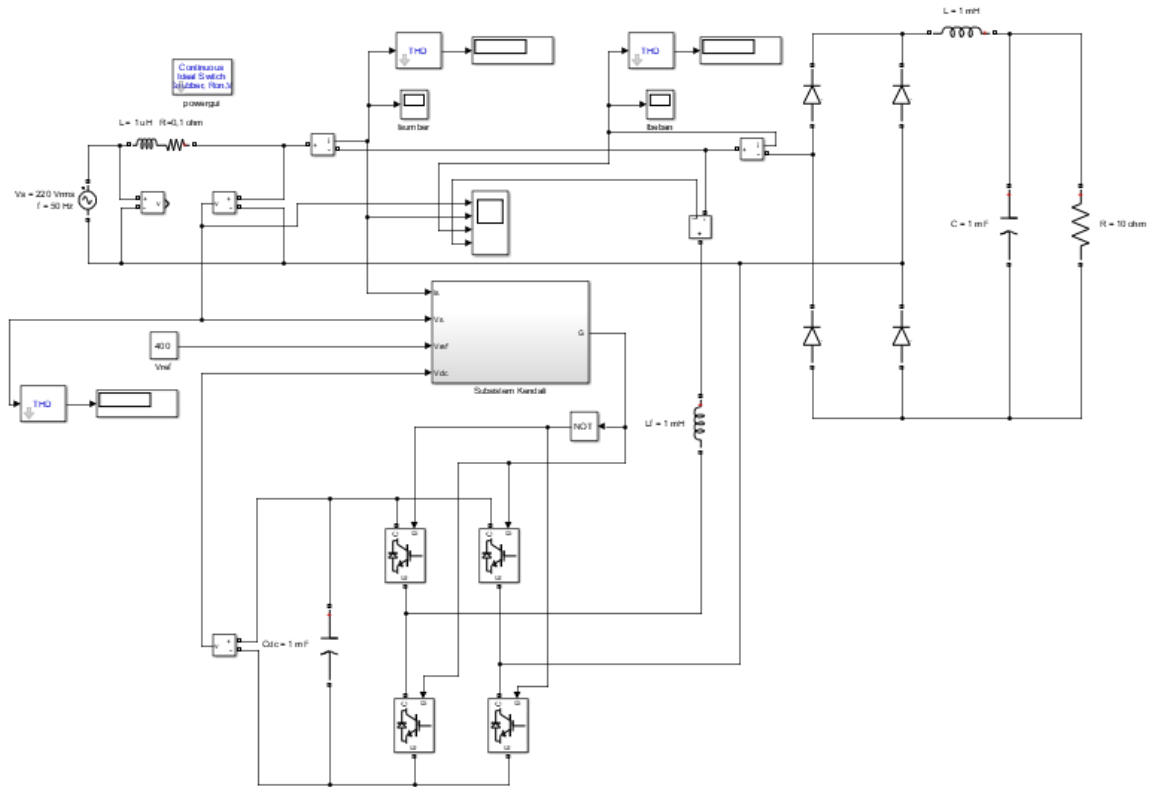 L = 1 mH
THD
THD
Continuous
Ideal Switch
powergui
L = 1 uH R=0,1 ohm
Isumber
Ibeban
Vs = 220 Vrms
f = 50 Hz
C = 1 mF
R = 10 ohm
Is
Vs
Vref
Vdc
G
400
Vref
Subsistem Kendali
THD
NOT
Lf = 1 mH
Cdc = 1 mF